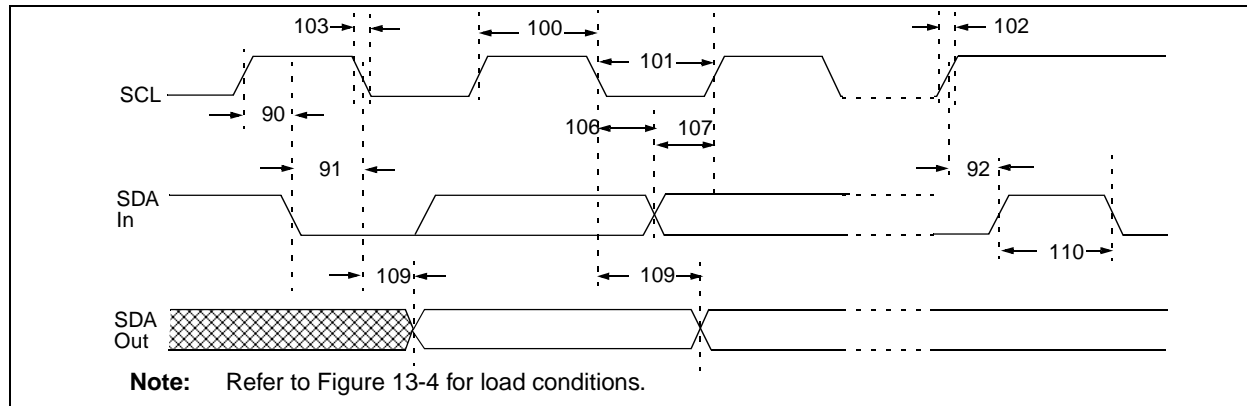 103
100
101
102
SCL
90
106
107
91
92
SDA
In
110
109
109
SDA
Out
Note: Refer to Figure 13-4 for load conditions.